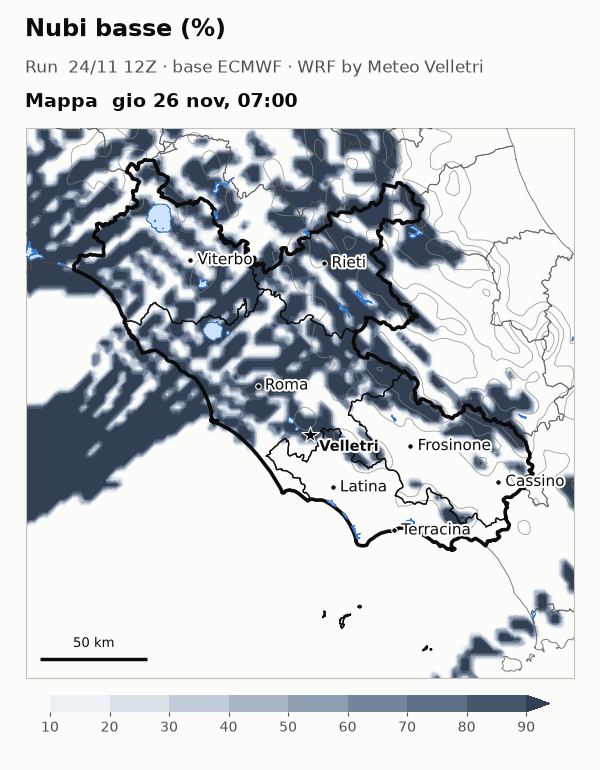 Nubi basse (%)
Run  24/11 12Z · base ECMWF · WRF by Meteo Velletri
Mappa  gio 26 nov, 07:00
Viterbo
Rieti
Roma
Velletri
Frosinone
Cassino
Latina
Terracina
50 km
10 20 30 40 50 60 70 80 90